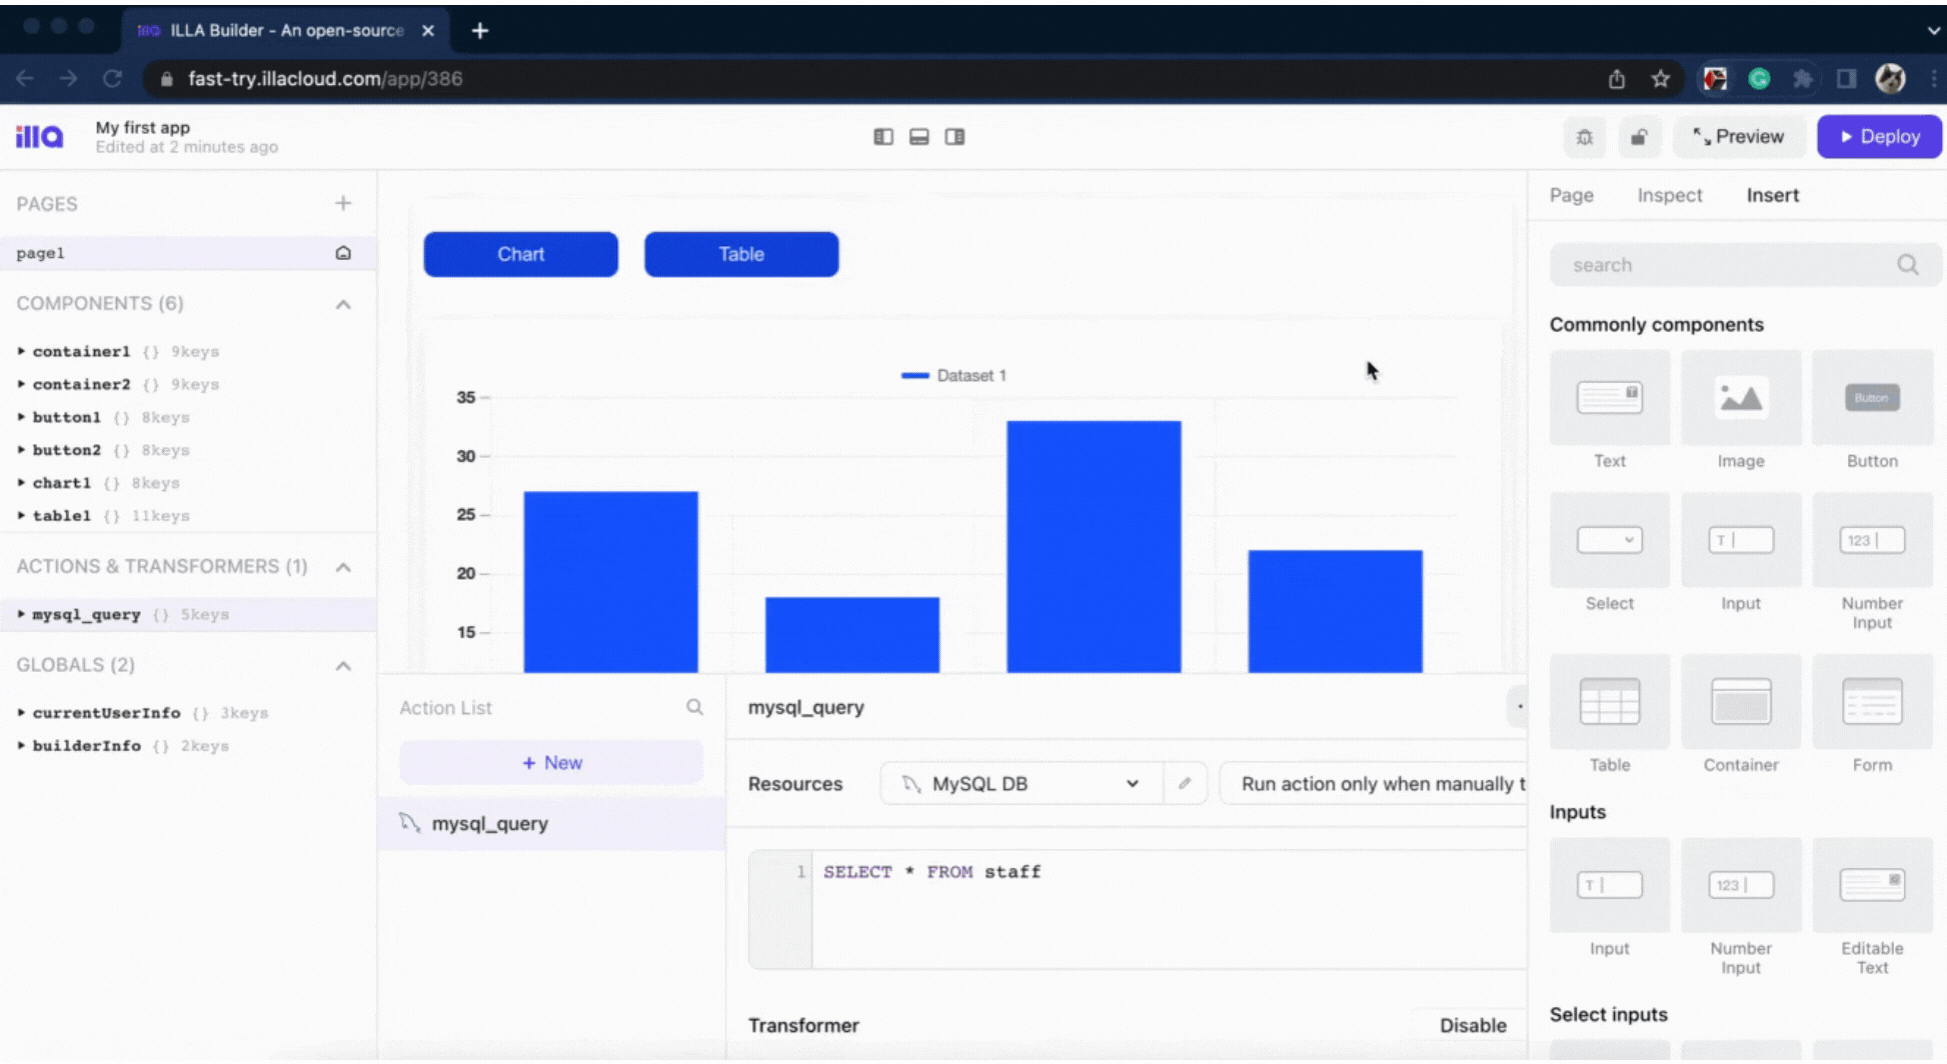 ILLA Builder - An open-source
fast-try.illacloud.com/app/386
illa
My first app
Edited at 2 minutes ago
Preview
Deploy
PAGES
page1
COMPONENTS (6)
container1 {} 9keys
container2 {} 9keys
button1 {} 8keys
button2 {} 8keys
chart1 {} 8keys
table1 {} 11keys
ACTIONS & TRANSFORMERS (1)
mysql_query {} 5keys
GLOBALS (2)
currentUserInfo {} 3keys
builderInfo {} 2keys
Chart
Table
Dataset 1
35
30
25
20
15
Action List
+ New
mysql_query
mysql_query
Resources
MySQL DB
Run action only when manually t
1 SELECT * FROM staff
Transformer
Disable
Page Inspect Insert
search
Commonly components
Button
Text Image Button
T
123
Select Input Number
Input
Table Container Form
Inputs
T
123
Input Number Editable
Input Text
Select inputs